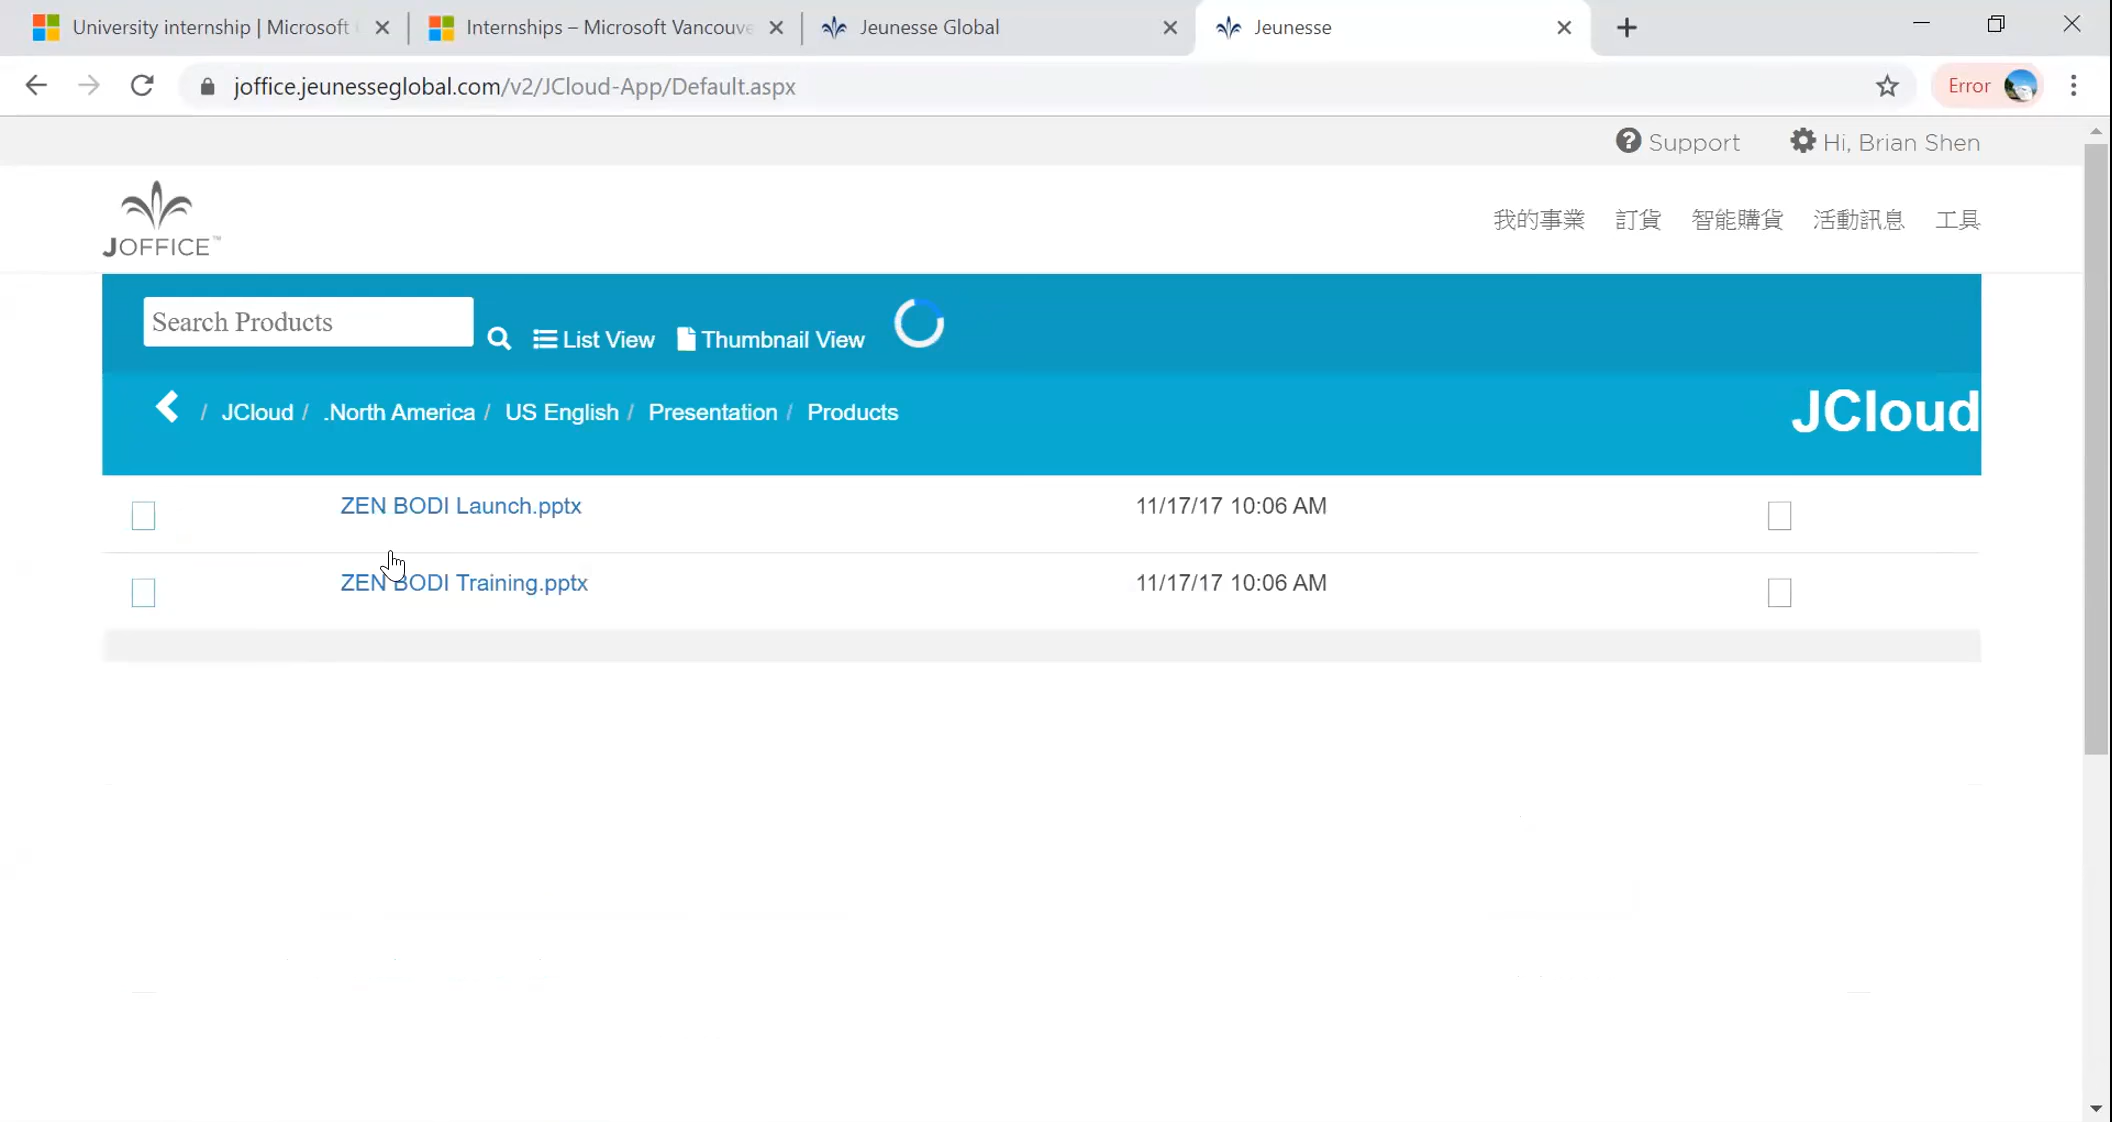 University internship | Microsoft
Internships – Microsoft Vancouve
Jeunesse Global
Jeunesse
joffice.jeunesseglobal.com/v2/JCloud-App/Default.aspx
Error
Support
Hi, Brian Shen
JOFFICE™
我的事業 訂貨 智能購貨 活動訊息 工具
Search Products
List View
Thumbnail View
/ JCloud / .North America / US English / Presentation / Products
JCloud
ZEN BODI Launch.pptx 11/17/17 10:06 AM
ZEN BODI Training.pptx 11/17/17 10:06 AM